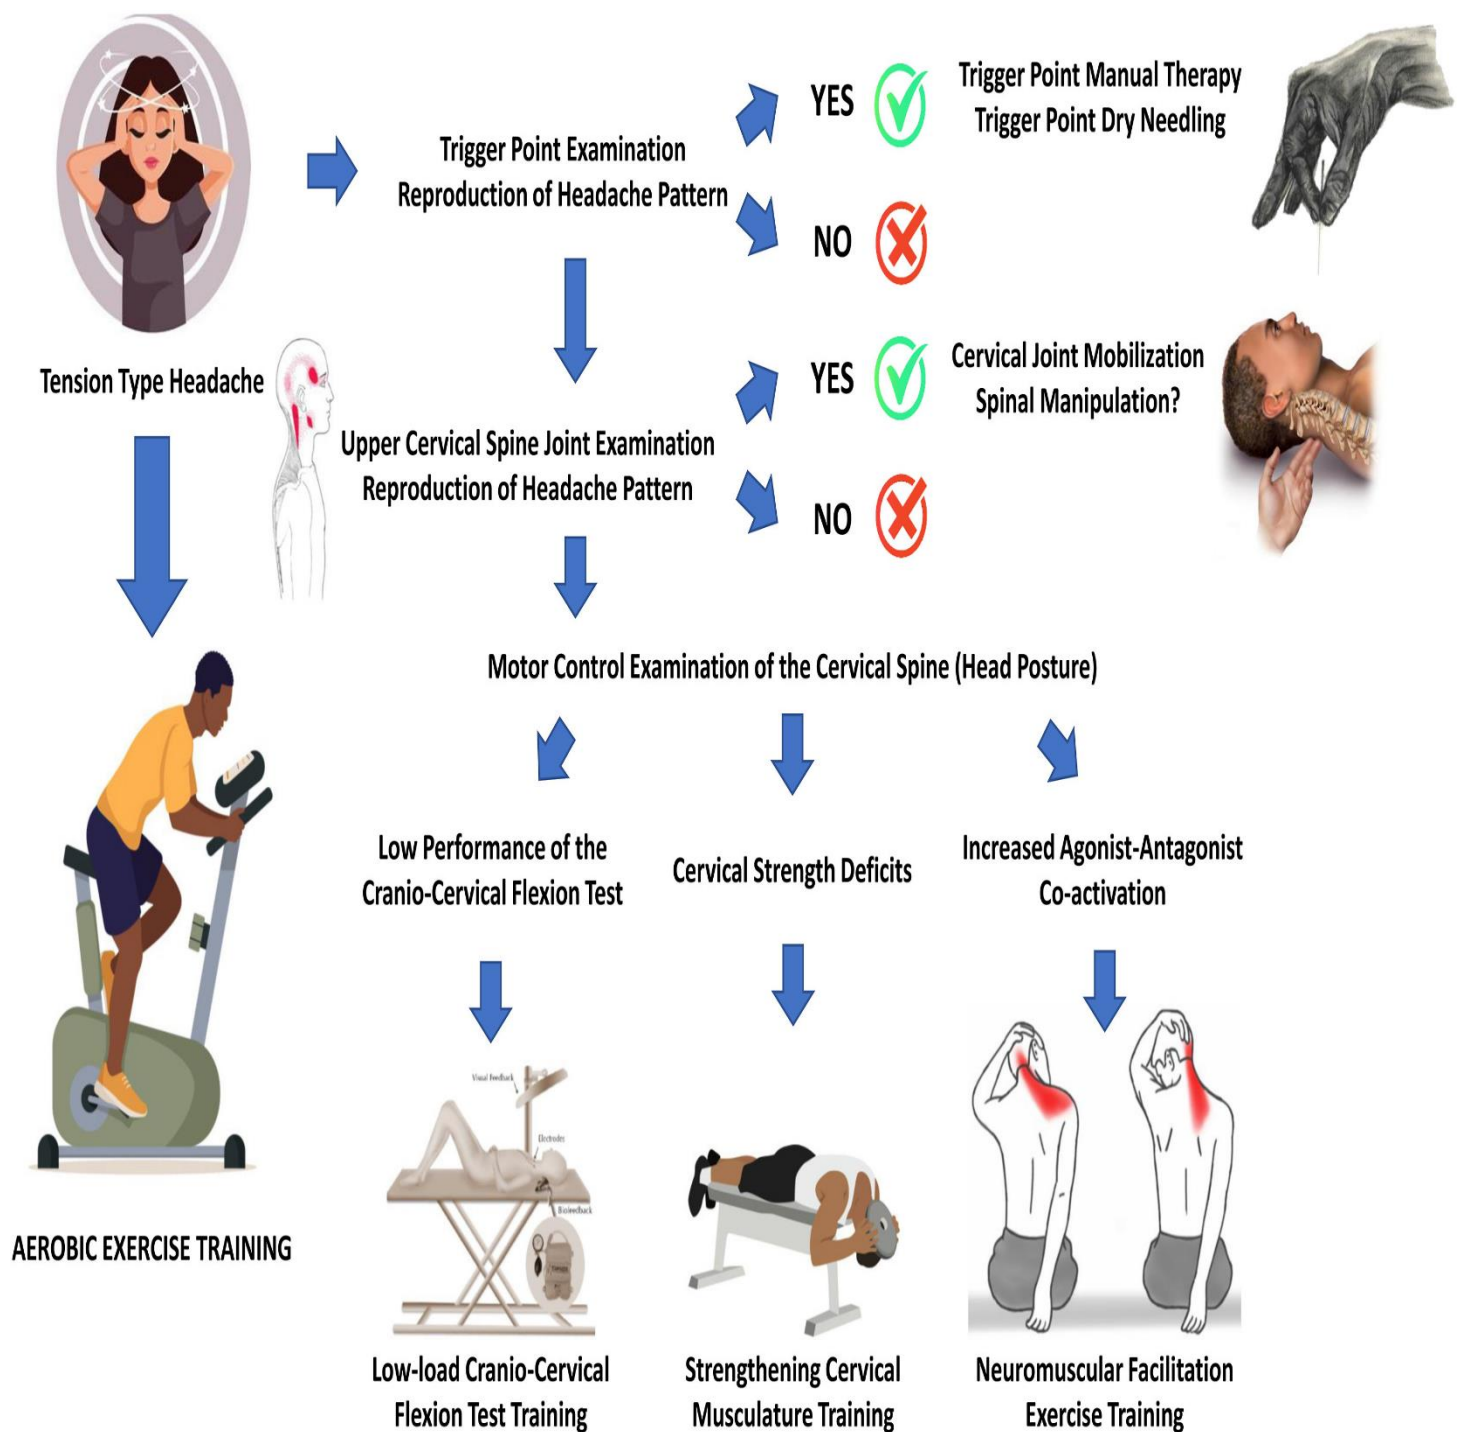 Trigger Point Examination
Reproduction of Headache Pattern
YES
Trigger Point Manual Therapy
Trigger Point Dry Needling
NO
Tension Type Headache
Upper Cervical Spine Joint Examination
Reproduction of Headache Pattern
YES
Cervical Joint Mobilization
Spinal Manipulation?
NO
Motor Control Examination of the Cervical Spine (Head Posture)
Low Performance of the
Cranio-Cervical Flexion Test
Cervical Strength Deficits
Increased Agonist-Antagonist
Co-activation
Visual Feedback
Electrodes
Biofeedback
AEROBIC EXERCISE TRAINING
Low-load Cranio-Cervical
Flexion Test Training
Strengthening Cervical
Musculature Training
Neuromuscular Facilitation
Exercise Training